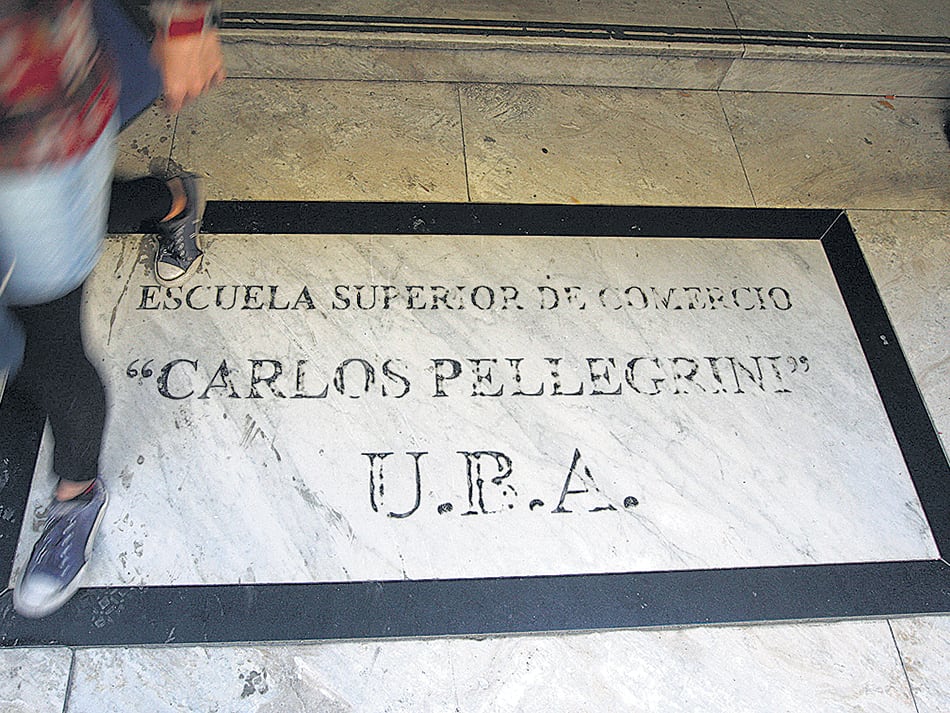 ESCUELA SUPERIOR DE COMERCIO
“CARLOS PELLEGRINI”
U.B.A.